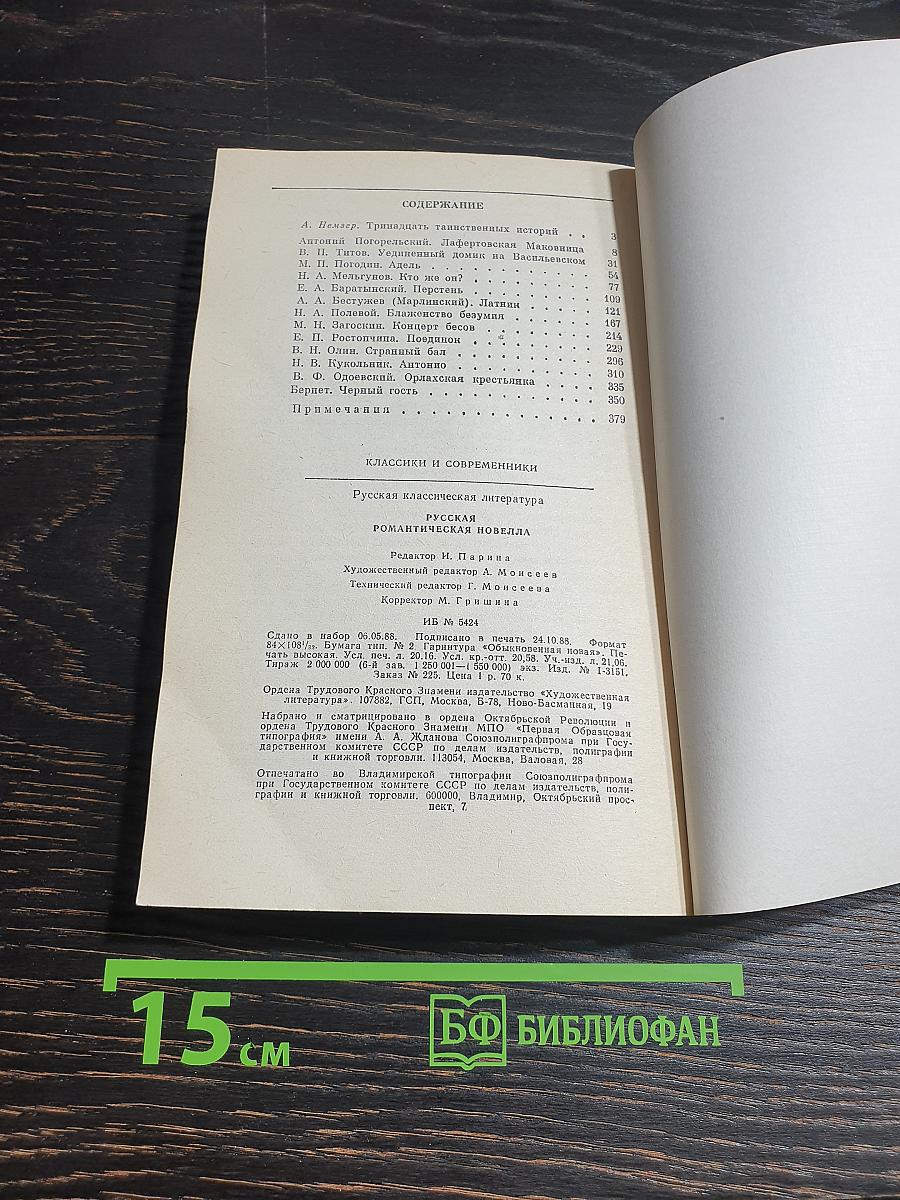 СОДЕРЖАНИЕ
А. Немзер. Тринадцать таинственных историй . . 3
Антоний Погорельский. Лафертовская Маковница 8
В. П. Титов. Уединенный домик на Васильевском 31
М. П. Погодин. Адель . . . . . . . . 54
Н. А. Мельгунов. Кто же он? . . . . . . 77
Е. А. Баратынский. Перстень . . . . . . 109
А. А. Бестужев (Марлинский). Латник . . . . 121
Н. А. Полевой. Блаженство безумия . . . . 167
М. Н. Загоскин. Концерт бесов . . . . . 214
Е. П. Ростопчина. Поединок . . . . . . 229
В. Н. Олин. Странный бал . . . . . . . 296
Н. В. Кукольник. Антонио . . . . . . . 310
В. Ф. Одоевский. Орлахская крестьянка . . . . 335
Бернет. Черный гость . . . . . . . . 350
Примечания . . . . . . . . . . 379
КЛАССИКИ И СОВРЕМЕННИКИ
Русская классическая литература
РУССКАЯ
РОМАНТИЧЕСКАЯ НОВЕЛЛА
Редактор И. Парина
Художественный редактор А. Моисеев
Технический редактор Г. Моисеева
Корректор М. Гришина
ИБ № 5424
Сдано в набор 06.05.88. Подписано в печать 24.10.88. Формат
84×108¹/₃₂. Бумага тип. № 2. Гарнитура «Обыкновенная новая». Пе-
чать высокая. Усл. печ. л. 20,16. Усл. кр.-отт. 20,58. Уч.-изд. л. 21,06.
Тираж 2 000 000 (6-й зав. 1 250 001—1 550 000) экз. Изд. № I-3151.
Заказ № 225. Цена 1 р. 70 к.
Ордена Трудового Красного Знамени издательство «Художественная
литература». 107882, ГСП, Москва, Б-78, Ново-Басманная, 19
Набрано и сматрицировано в ордена Октябрьской Революции и
ордена Трудового Красного Знамени МПО «Первая Образцовая
типография» имени А. А. Жданова Союзполиграфпрома при Госу-
дарственном комитете СССР по делам издательств, полиграфии
и книжной торговли. 113054, Москва, Валовая, 28
Отпечатано во Владимирской типографии Союзполиграфпрома
при Государственном комитете СССР по делам издательств, поли-
графии и книжной торговли. 600000, Владимир, Октябрьский прос-
пект, 7
15 см
БФ БИБЛИОФАН